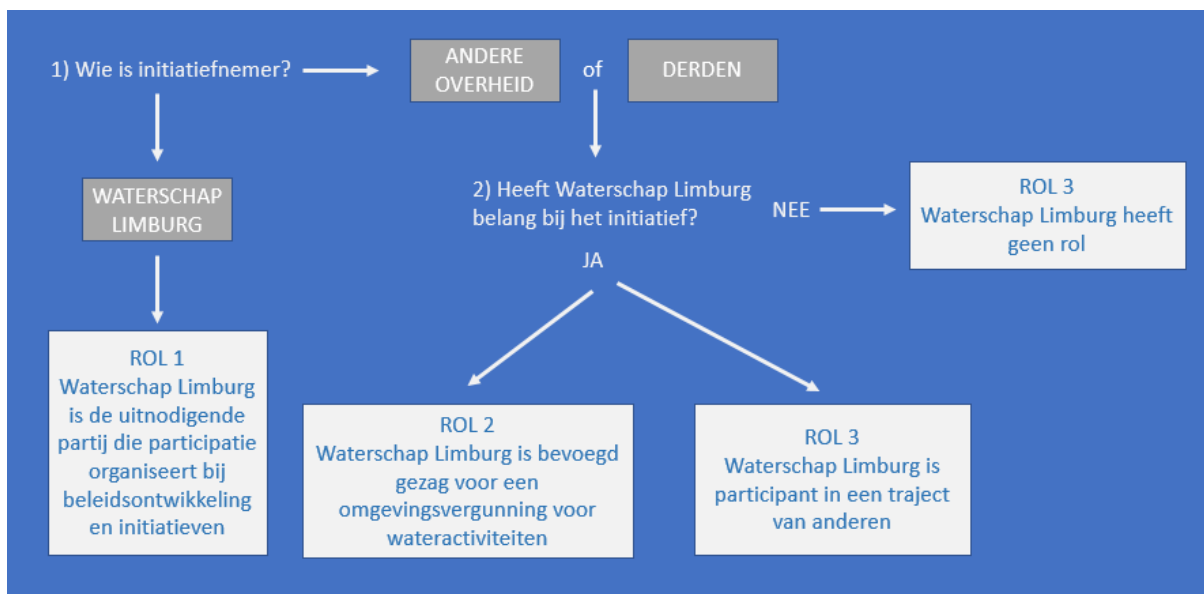 1) Wie is initiatiefnemer?
ANDERE
OVERHEID
of
DERDEN
WATERSCHAP
LIMBURG
2) Heeft Waterschap Limburg
belang bij het initiatief?
NEE
ROL 3
Waterschap Limburg heeft
geen rol
JA
ROL 1
Waterschap Limburg
is de uitnodigende
partij die participatie
organiseert bij
beleidsontwikkeling
en initiatieven
ROL 2
Waterschap Limburg is bevoegd
gezag voor een
omgevingsvergunning voor
wateractiviteiten
ROL 3
Waterschap Limburg is
participant in een traject
van anderen